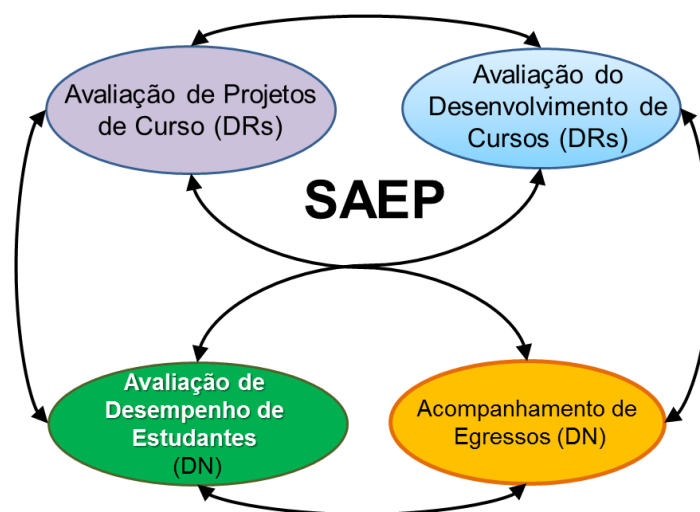 Avaliação de Projetos
de Curso (DRs)
Avaliação do
Desenvolvimento de
Cursos (DRs)
SAEP
Avaliação de
Desempenho de
Estudantes
(DN)
Acompanhamento de
Egressos (DN)